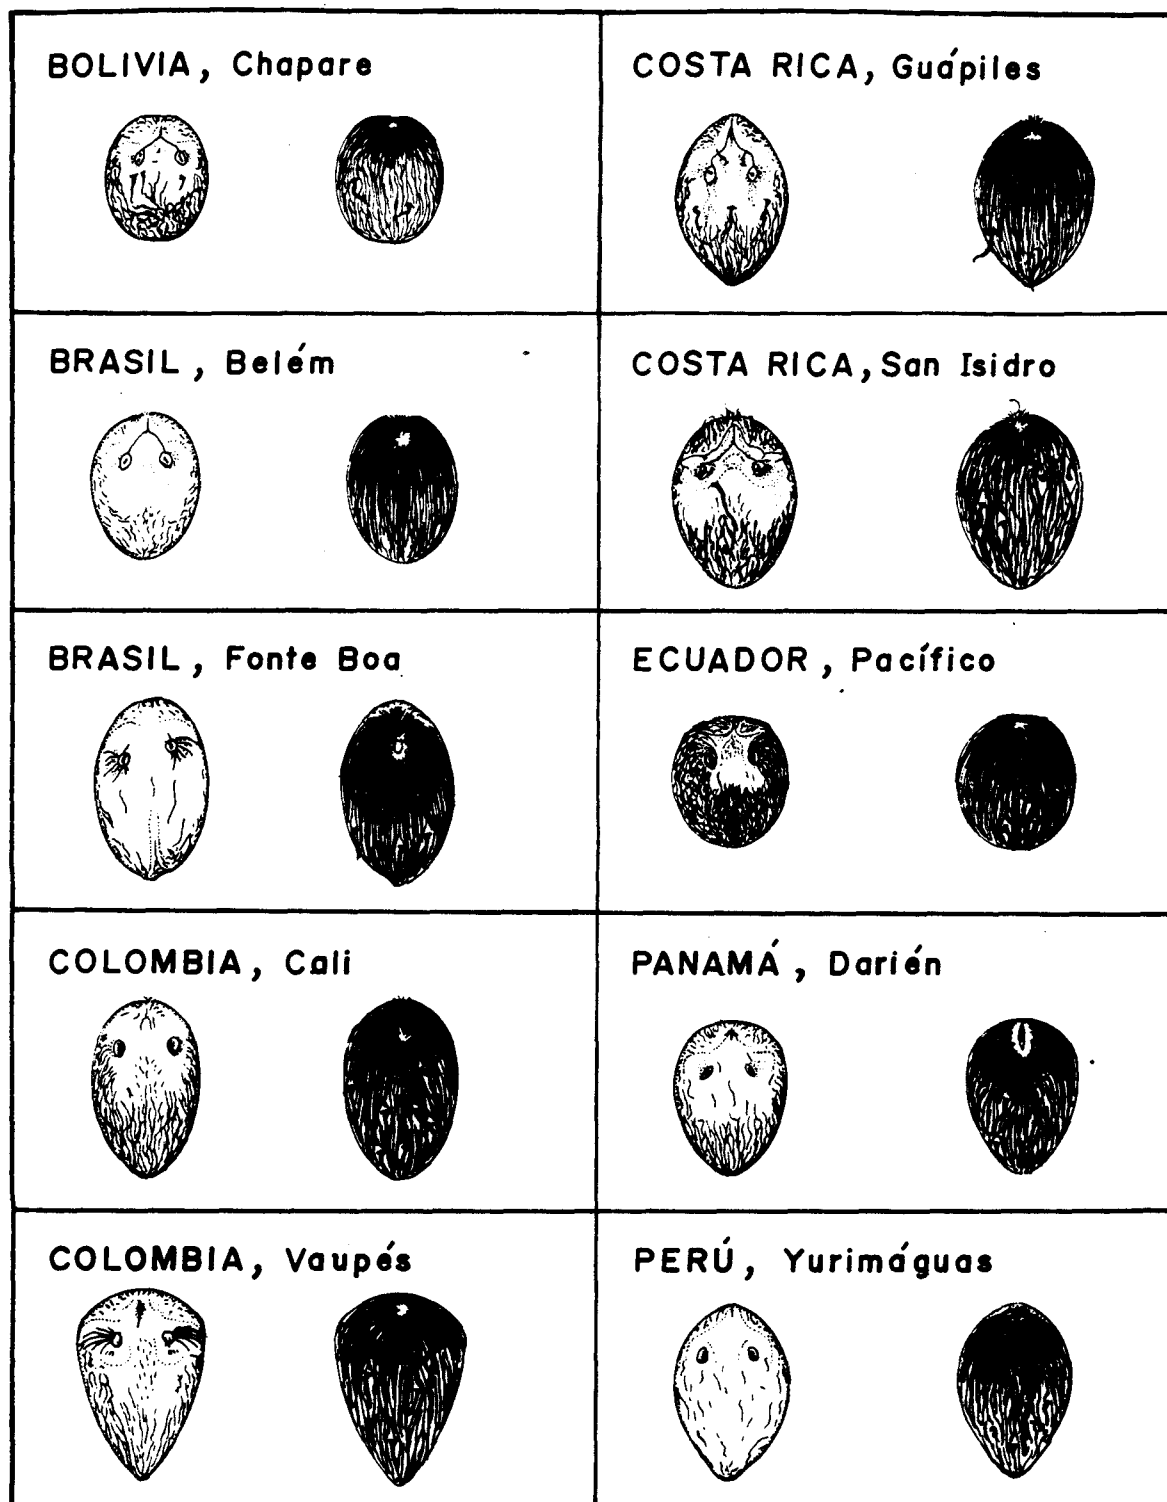 BOLIVIA, Chapare
COSTA RICA, Guápiles
BRASIL, Belém
COSTA RICA, San Isidro
BRASIL, Fonte Boa
ECUADOR, Pacífico
COLOMBIA, Cali
PANAMÁ, Darién
COLOMBIA, Vaupés
PERÚ, Yurimáguas